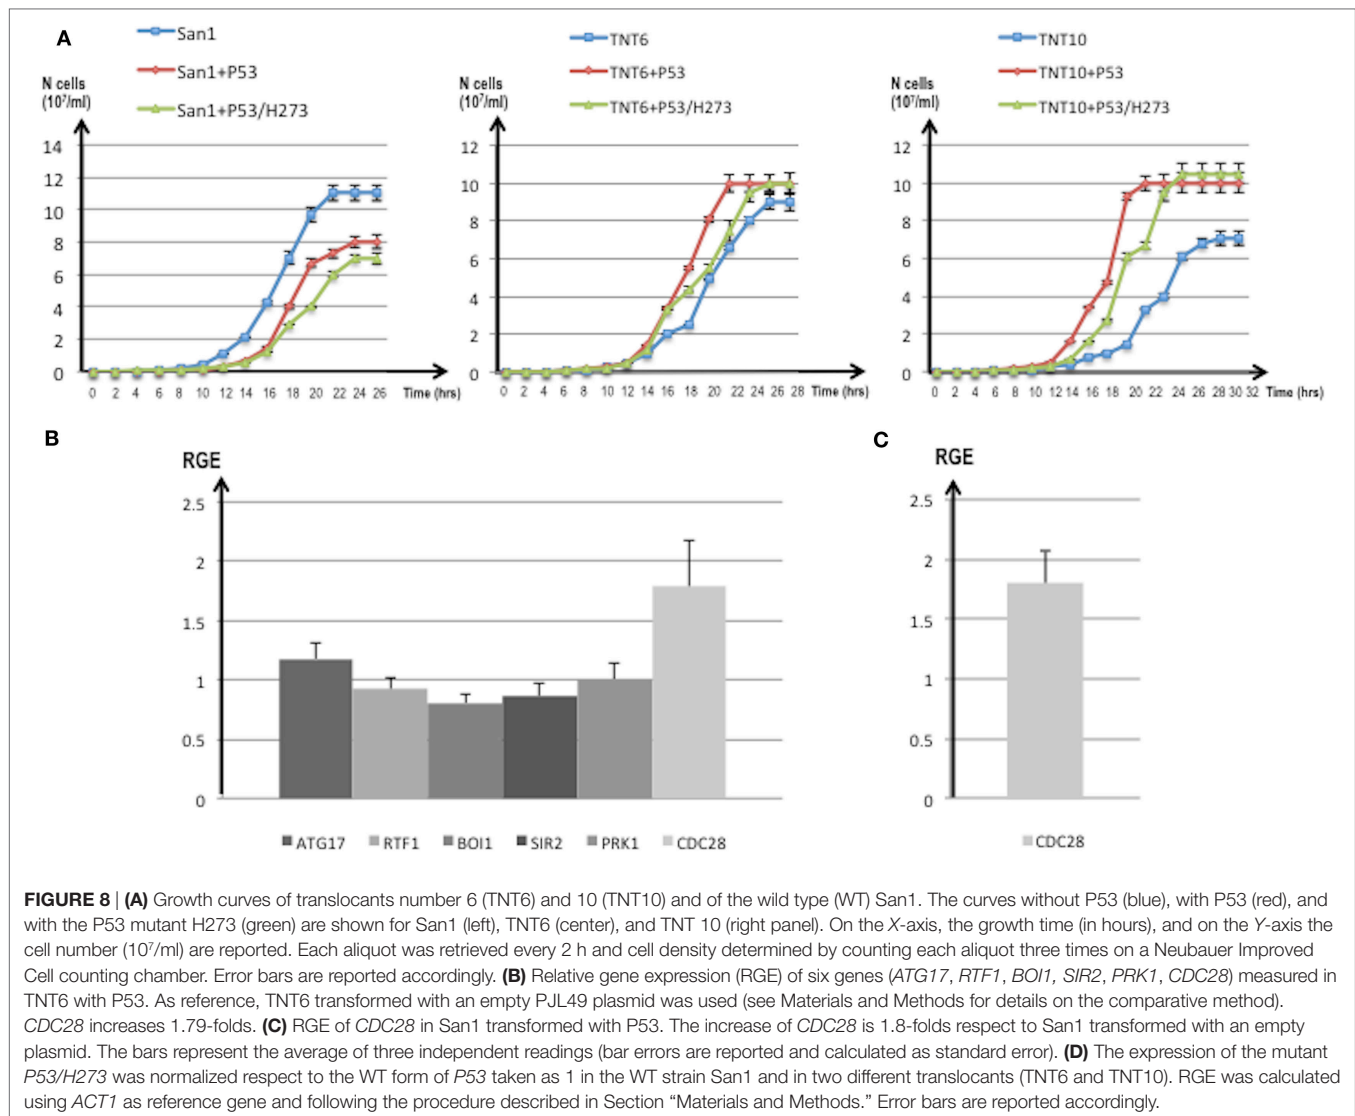 A
San1
San1+P53
San1+P53/H273
N cells
(10⁷/ml)
14
12
10
8
6
4
2
0
0 2 4 6 8 10 12 14 16 18 20 22 24 26
Time (hrs)
TNT6
TNT6+P53
TNT6+P53/H273
N cells
(10⁷/ml)
12
10
8
6
4
2
0
0 2 4 6 8 10 12 14 16 18 20 22 24 26 28
Time (hrs)
TNT10
TNT10+P53
TNT10+P53/H273
N cells
(10⁷/ml)
12
10
8
6
4
2
0
0 2 4 6 8 10 12 14 16 18 20 22 24 26 28 30 32
Time (hrs)
B
RGE
2.5
2
1.5
1
0.5
0
ATG17 RTF1 BOI1 SIR2 PRK1 CDC28
C
RGE
2.5
2
1.5
1
0.5
0
CDC28
FIGURE 8 | (A) Growth curves of translocants number 6 (TNT6) and 10 (TNT10) and of the wild type (WT) San1. The curves without P53 (blue), with P53 (red), and
with the P53 mutant H273 (green) are shown for San1 (left), TNT6 (center), and TNT 10 (right panel). On the X-axis, the growth time (in hours), and on the Y-axis the
cell number (10⁷/ml) are reported. Each aliquot was retrieved every 2 h and cell density determined by counting each aliquot three times on a Neubauer Improved
Cell counting chamber. Error bars are reported accordingly. (B) Relative gene expression (RGE) of six genes (ATG17, RTF1, BOI1, SIR2, PRK1, CDC28) measured in
TNT6 with P53. As reference, TNT6 transformed with an empty PJL49 plasmid was used (see Materials and Methods for details on the comparative method).
CDC28 increases 1.79-folds. (C) RGE of CDC28 in San1 transformed with P53. The increase of CDC28 is 1.8-folds respect to San1 transformed with an empty
plasmid. The bars represent the average of three independent readings (bar errors are reported and calculated as standard error). (D) The expression of the mutant
P53/H273 was normalized respect to the WT form of P53 taken as 1 in the WT strain San1 and in two different translocants (TNT6 and TNT10). RGE was calculated
using ACT1 as reference gene and following the procedure described in Section “Materials and Methods.” Error bars are reported accordingly.